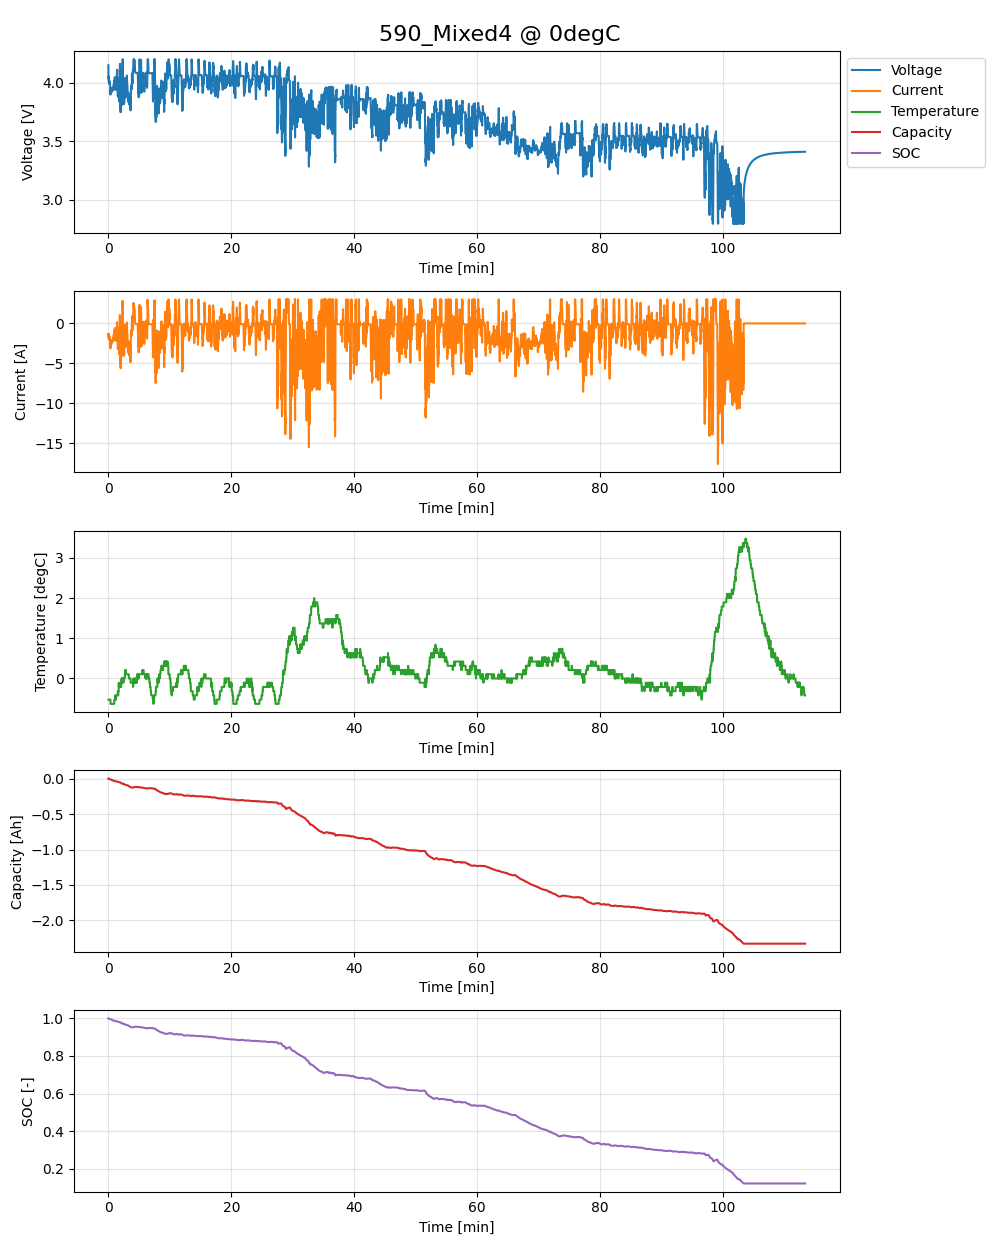 590_Mixed4 @ 0degC
Voltage [V]
4.0
3.5
3.0
0 20 40 60 80 100
Time [min]
Voltage
Current
Temperature
Capacity
SOC
Current [A]
0
−5
−10
−15
0 20 40 60 80 100
Time [min]
Temperature [degC]
3
2
1
0
0 20 40 60 80 100
Time [min]
Capacity [Ah]
0.0
−0.5
−1.0
−1.5
−2.0
0 20 40 60 80 100
Time [min]
SOC [-]
1.0
0.8
0.6
0.4
0.2
0 20 40 60 80 100
Time [min]